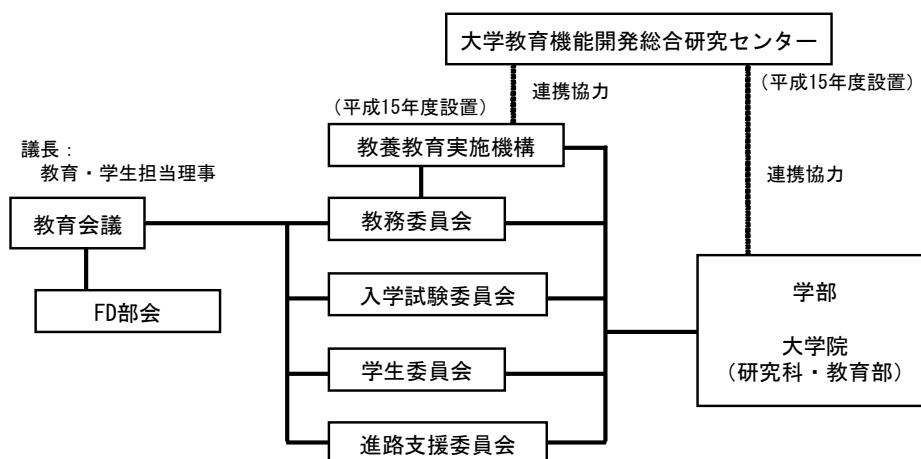 大学教育機能開発総合研究センター
（平成15年度設置）
連携協力
（平成15年度設置）
教養教育実施機構
議長：
教育・学生担当理事
連携協力
教育会議
教務委員会
FD部会
入学試験委員会
学部
大学院
（研究科・教育部）
学生委員会
進路支援委員会